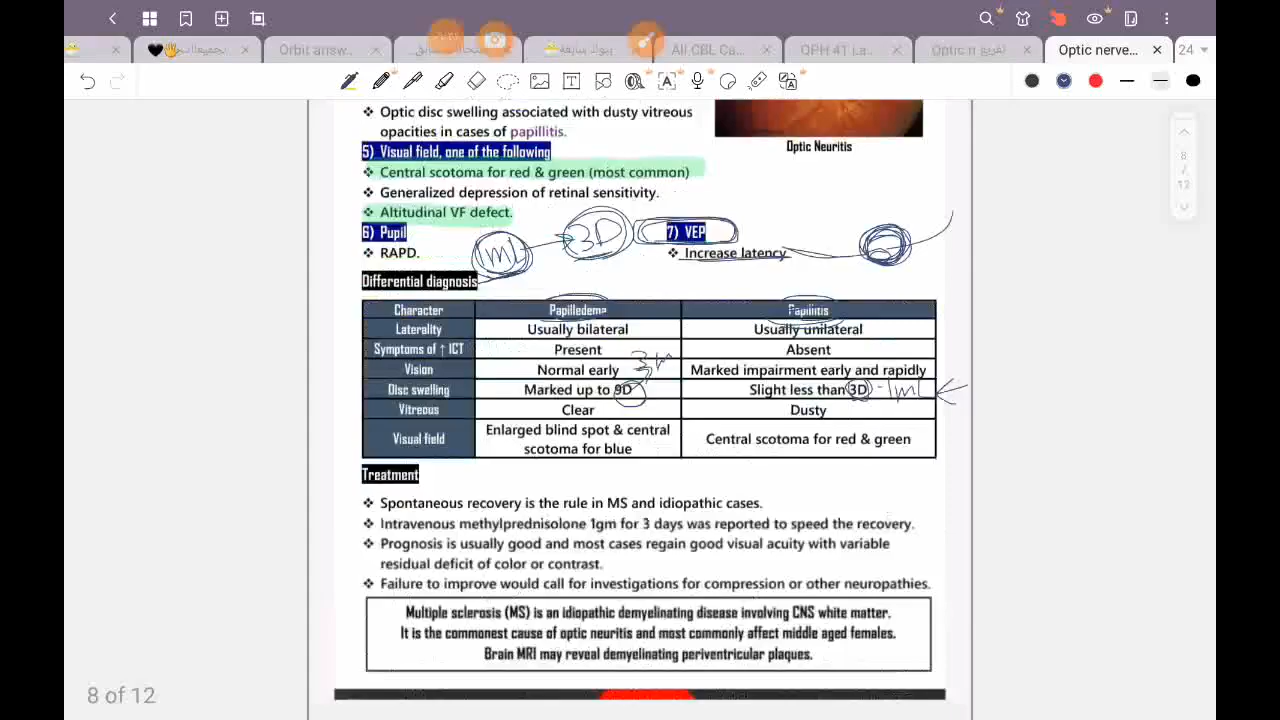 Orbit answ...
All CBL Ca...
OPH 41 La...
Optic nerve...
24
Optic disc swelling associated with dusty vitreous
opacities in cases of papillitis.
Optic Neuritis
5) Visual field, one of the following
Central scotoma for red & green (most common)
Generalized depression of retinal sensitivity.
Altitudinal VF defect.
6) Pupil
3D
7) VEP
RAPD.
Increase latency
Differential diagnosis
Character Papilledema Papillitis
Laterality Usually bilateral Usually unilateral
Symptoms of ↑ ICT Present Absent
Vision Normal early Marked impairment early and rapidly
Disc swelling Marked up to 9D Slight less than 3D
Vitreous Clear Dusty
Visual field Enlarged blind spot & central scotoma for blue Central scotoma for red & green
Treatment
Spontaneous recovery is the rule in MS and idiopathic cases.
Intravenous methylprednisolone 1gm for 3 days was reported to speed the recovery.
Prognosis is usually good and most cases regain good visual acuity with variable
residual deficit of color or contrast.
Failure to improve would call for investigations for compression or other neuropathies.
Multiple sclerosis (MS) is an idiopathic demyelinating disease involving CNS white matter.
It is the commonest cause of optic neuritis and most commonly affect middle aged females.
Brain MRI may reveal demyelinating periventricular plaques.
8
/
12
8 of 12